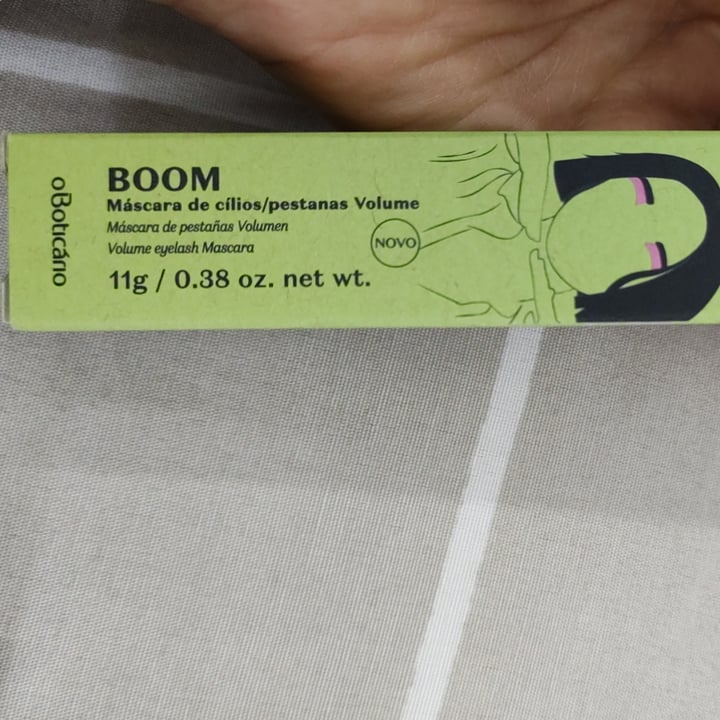 oBoticário
BOOM
Máscara de cílios/pestanas Volume
Máscara de pestañas Volumen
Volume eyelash Mascara
NOVO
11g / 0.38 oz. net wt.